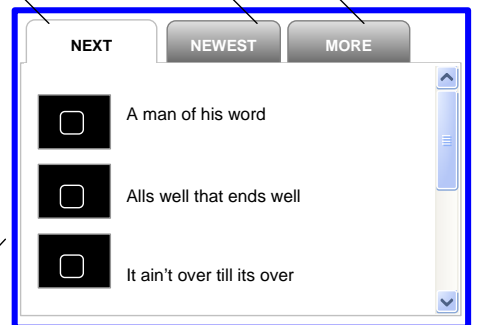 NEXT NEWEST MORE
A man of his word
Alls well that ends well
It ain't over till its over